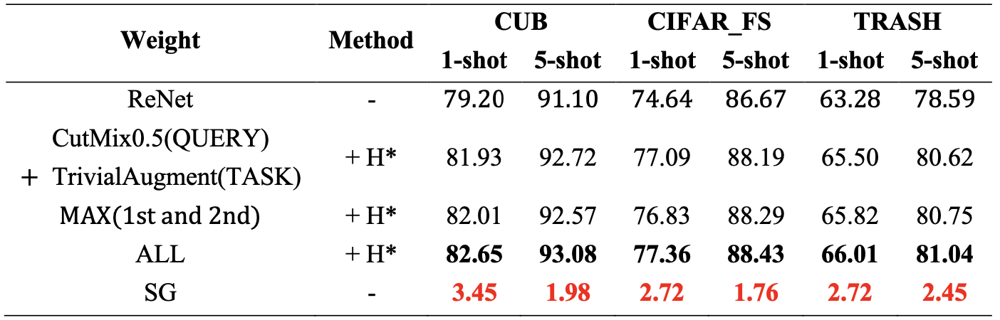 Weight Method CUB CIFAR_FS TRASH
1-shot 5-shot 1-shot 5-shot 1-shot 5-shot
ReNet - 79.20 91.10 74.64 86.67 63.28 78.59
CutMix0.5(QUERY)
+ TrivialAugment(TASK) + H* 81.93 92.72 77.09 88.19 65.50 80.62
MAX(1st and 2nd) + H* 82.01 92.57 76.83 88.29 65.82 80.75
ALL + H* 82.65 93.08 77.36 88.43 66.01 81.04
SG - 3.45 1.98 2.72 1.76 2.72 2.45